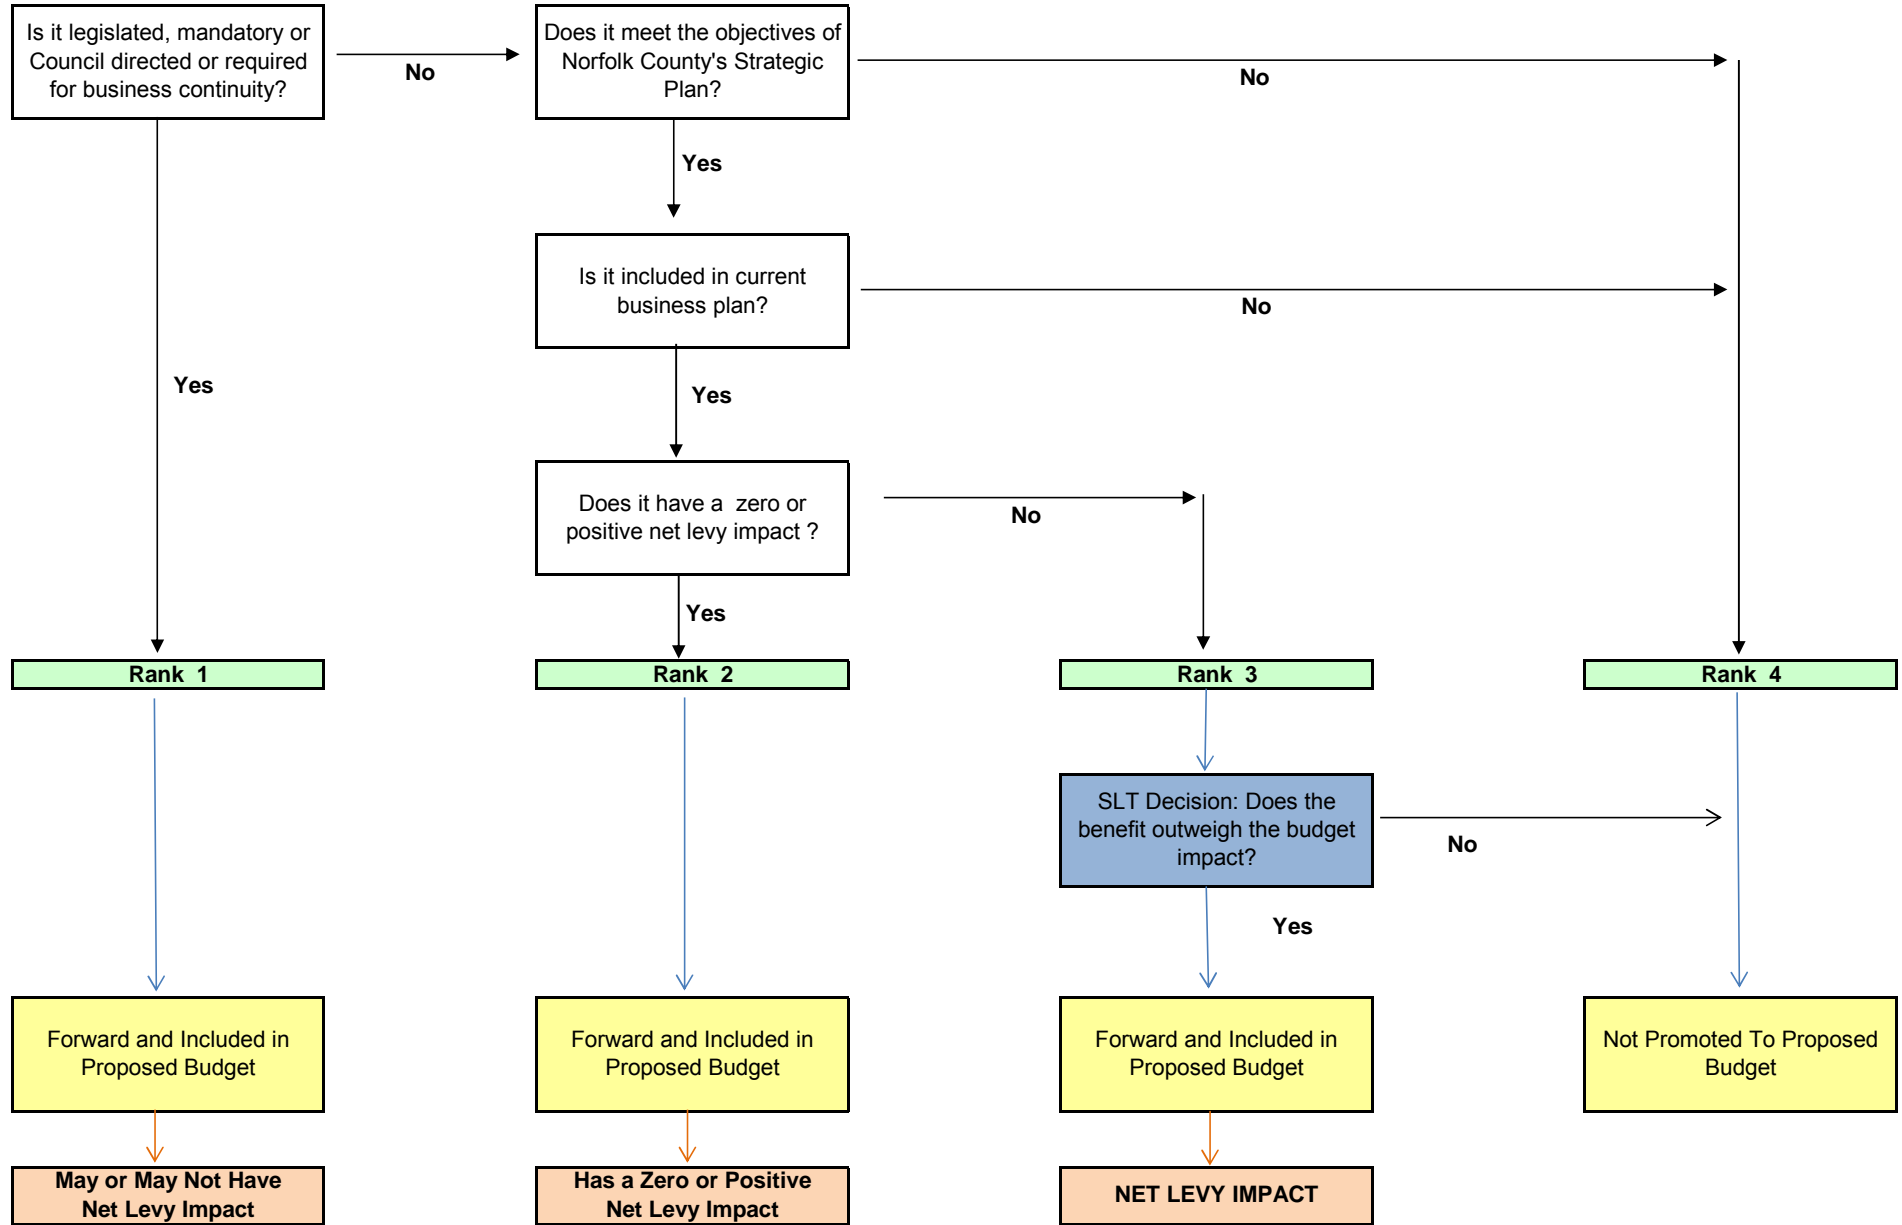 Is it legislated, mandatory or
Council directed or required
for business continuity?
No
Does it meet the objectives of
Norfolk County's Strategic
Plan?
No
Yes
Is it included in current
business plan?
No
Yes
Yes
Does it have a  zero or
positive net levy impact ?
No
Yes
Rank  1
Rank  2
Rank  3
Rank  4
SLT Decision: Does the
benefit outweigh the budget
impact?
No
Yes
Forward and Included in
Proposed Budget
Forward and Included in
Proposed Budget
Forward and Included in
Proposed Budget
Not Promoted To Proposed
Budget
May or May Not Have
Net Levy Impact
Has a Zero or Positive
Net Levy Impact
NET LEVY IMPACT